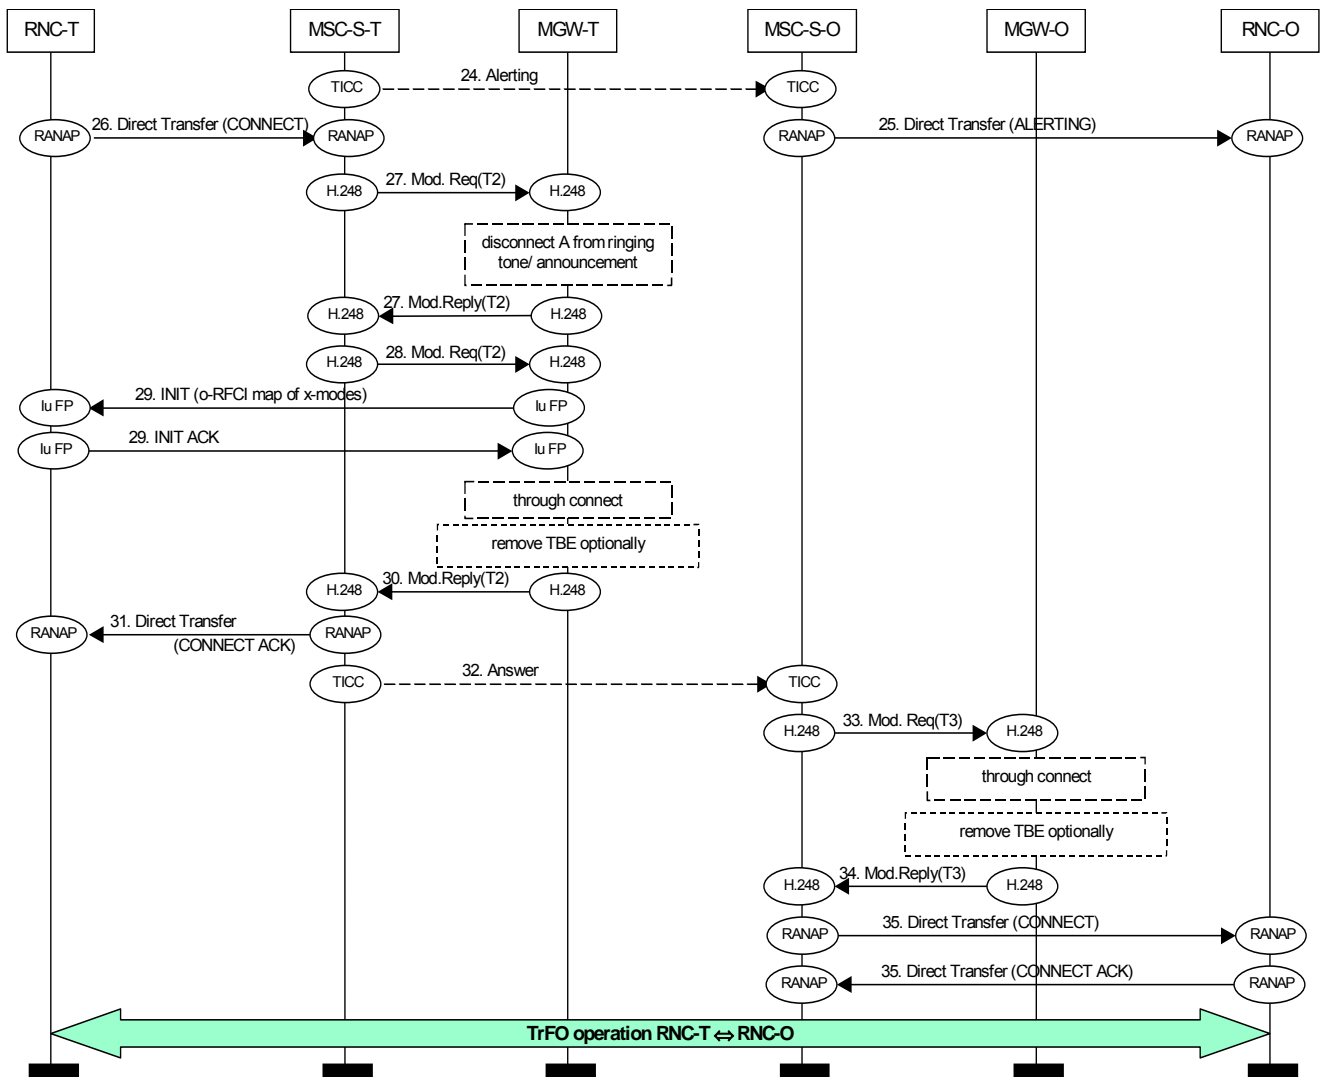 RNC-T
MSC-S-T
MGW-T
MSC-S-O
MGW-O
RNC-O
TICC
24. Alerting
TICC
RANAP
26. Direct Transfer (CONNECT)
RANAP
RANAP
25. Direct Transfer (ALERTING)
RANAP
H.248
27. Mod. Req(T2)
H.248
disconnect A from ringing
tone/ announcement
H.248
27. Mod.Reply(T2)
H.248
H.248
28. Mod. Req(T2)
H.248
Iu FP
29. INIT (o-RFCI map of x-modes)
Iu FP
Iu FP
29. INIT ACK
Iu FP
through connect
remove TBE optionally
H.248
30. Mod.Reply(T2)
H.248
RANAP
31. Direct Transfer
(CONNECT ACK)
RANAP
TICC
32. Answer
TICC
H.248
33. Mod. Req(T3)
H.248
through connect
remove TBE optionally
H.248
34. Mod.Reply(T3)
H.248
RANAP
35. Direct Transfer (CONNECT)
RANAP
RANAP
35. Direct Transfer (CONNECT ACK)
RANAP
TrFO operation RNC-T ⇔ RNC-O